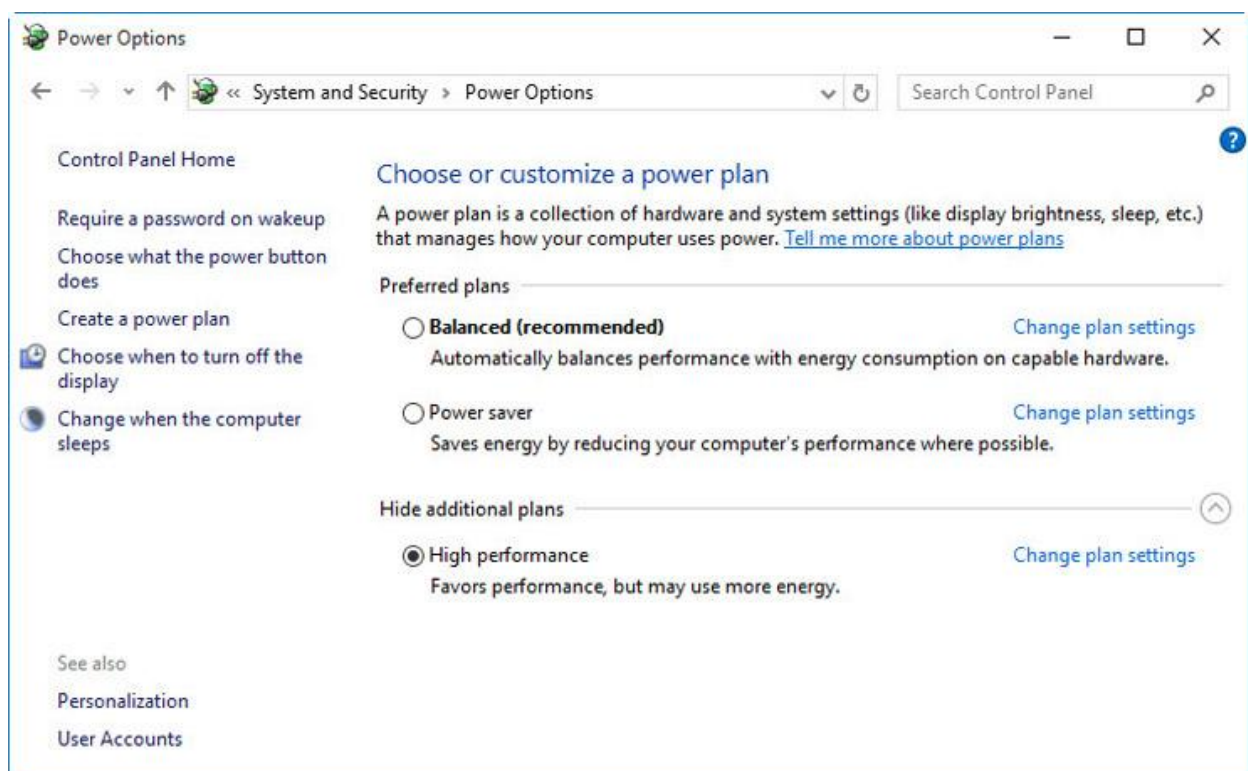 Power Options
« System and Security › Power Options
Search Control Panel
Control Panel Home
Require a password on wakeup
Choose what the power button
does
Create a power plan
Choose when to turn off the
display
Change when the computer
sleeps
See also
Personalization
User Accounts
?
Choose or customize a power plan
A power plan is a collection of hardware and system settings (like display brightness, sleep, etc.)
that manages how your computer uses power. Tell me more about power plans
Preferred plans
Balanced (recommended) Change plan settings
Automatically balances performance with energy consumption on capable hardware.
Power saver Change plan settings
Saves energy by reducing your computer's performance where possible.
Hide additional plans
High performance Change plan settings
Favors performance, but may use more energy.